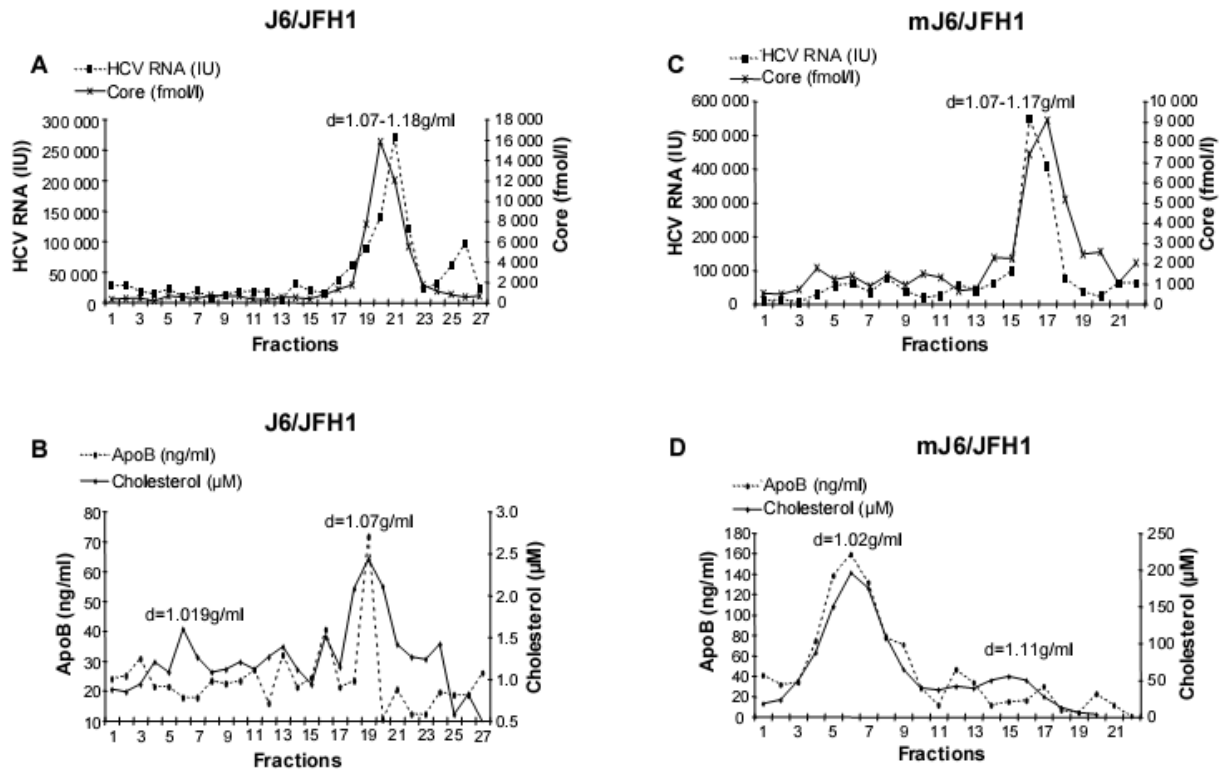 J6/JFH1
A
HCV RNA (IU)
Core (fmol/l)
d=1.07-1.18g/ml
HCV RNA (IU))
300 000
250 000
200 000
150 000
100 000
50 000
0
18 000
16 000
14 000
12 000
10 000
8 000
6 000
4 000
2 000
0
Core (fmol/l)
1 3 5 7 9 11 13 15 17 19 21 23 25 27
Fractions
mJ6/JFH1
C
HCV RNA (IU)
Core (fmol/l)
d=1.07-1.17g/ml
HCV RNA (IU)
600 000
500 000
400 000
300 000
200 000
100 000
0
10 000
9 000
8 000
7 000
6 000
5 000
4 000
3 000
2 000
1 000
0
Core (fmol/l)
1 3 5 7 9 11 13 15 17 19 21
Fractions
J6/JFH1
B
ApoB (ng/ml)
Cholesterol (µM)
d=1.07g/ml
d=1.019g/ml
ApoB (ng/ml)
80
70
60
50
40
30
20
10
3.0
2.5
2.0
1.5
1.0
0.5
Cholesterol (µM)
1 3 5 7 9 11 13 15 17 19 21 23 25 27
Fractions
mJ6/JFH1
D
ApoB (ng/ml)
Cholesterol (µM)
d=1.02g/ml
d=1.11g/ml
ApoB (ng/ml)
180
160
140
120
100
80
60
40
20
0
250
200
150
100
50
0
Cholesterol (µM)
1 3 5 7 9 11 13 15 17 19 21
Fractions